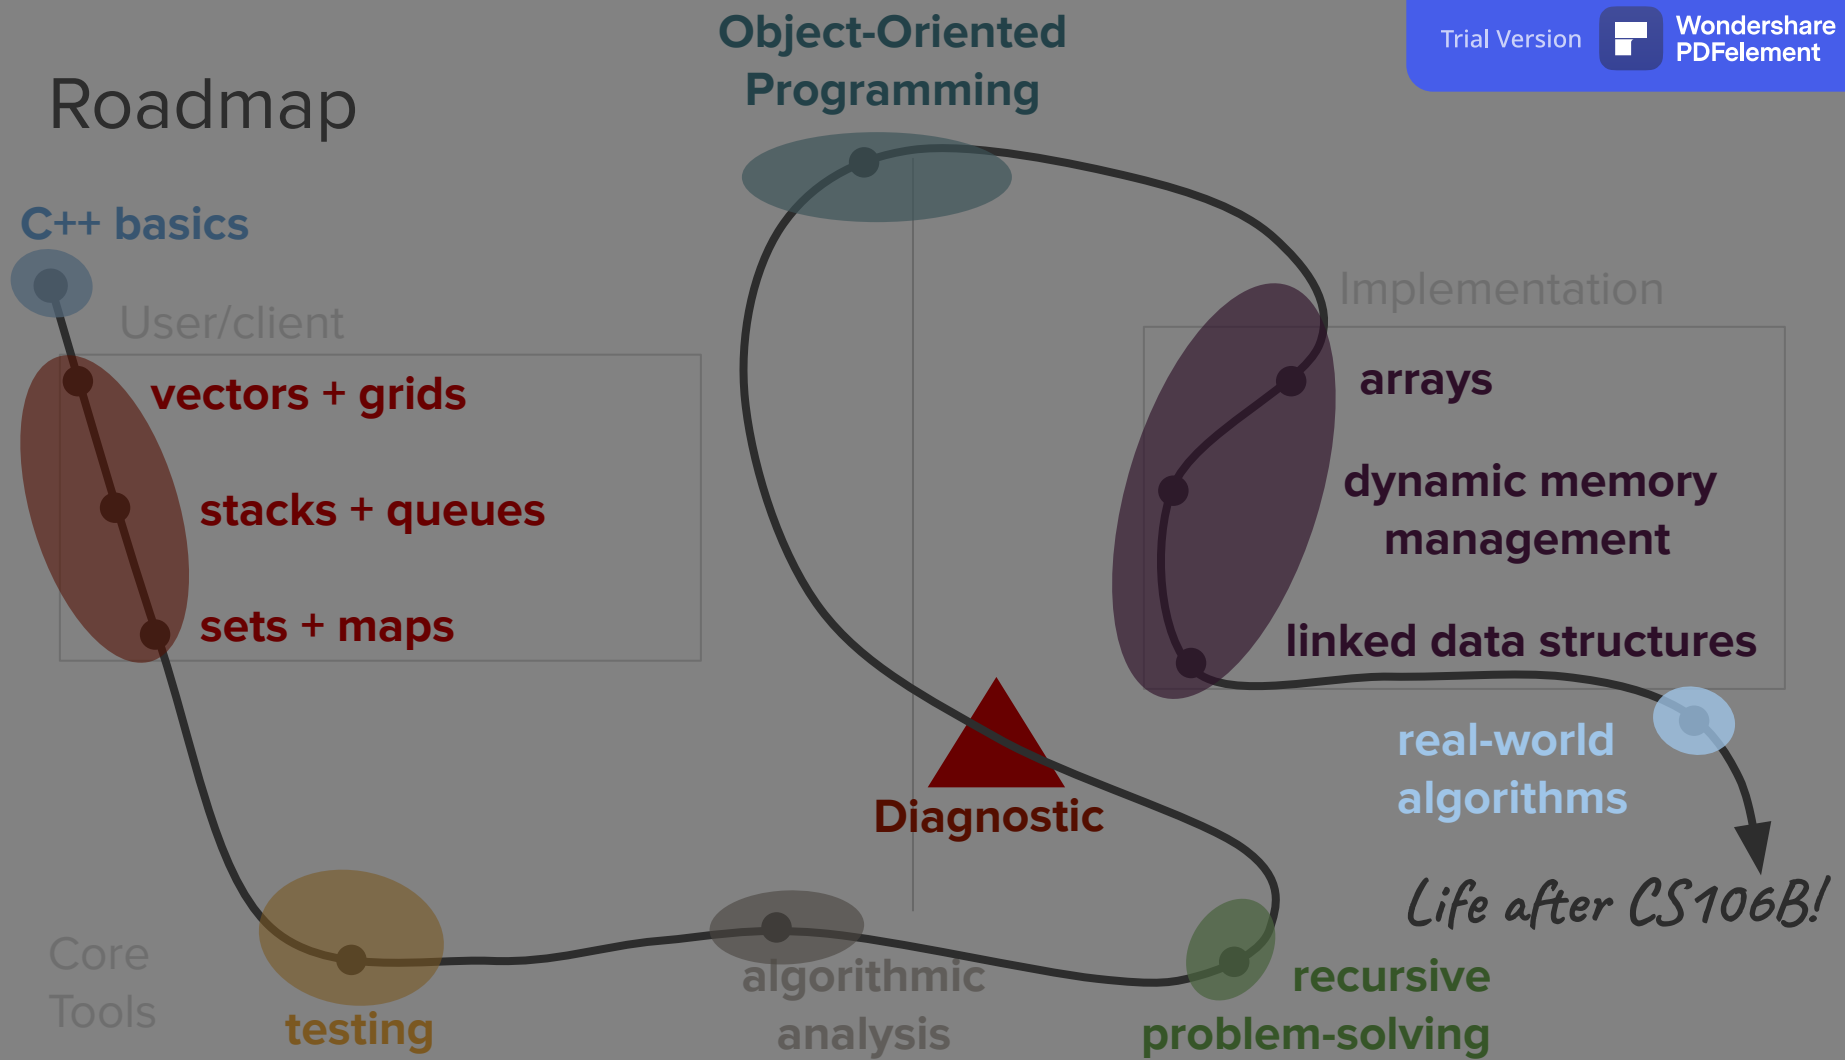 Object-Oriented
Programming
Trial Version
Wondershare
PDFelement
Roadmap
C++ basics
User/client
vectors + grids
stacks + queues
sets + maps
Implementation
arrays
dynamic memory
management
linked data structures
Diagnostic
real-world
algorithms
Life after CS106B!
Core
Tools
testing
algorithmic
analysis
recursive
problem-solving